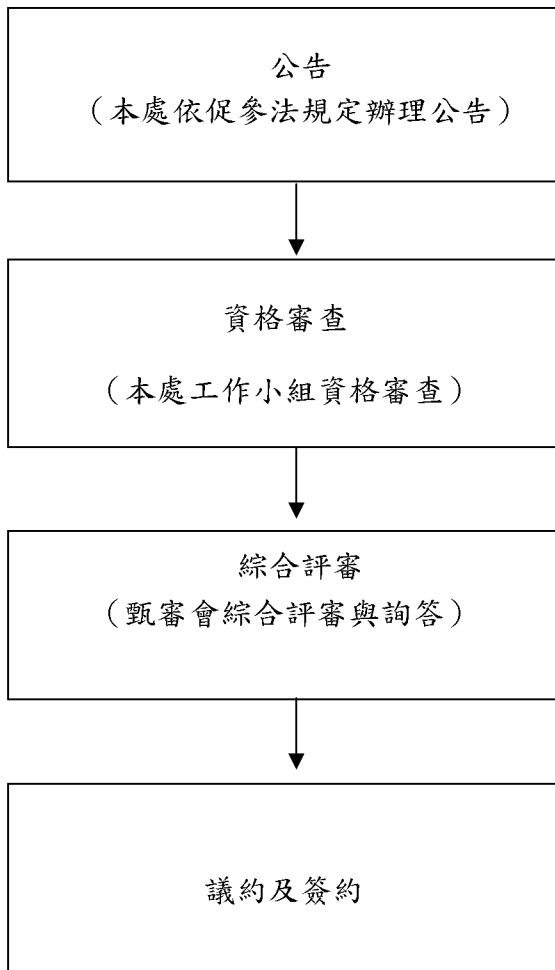 公告
（本處依促參法規定辦理公告）
資格審查
（本處工作小組資格審查）
綜合評審
（甄審會綜合評審與詢答）
議約及簽約